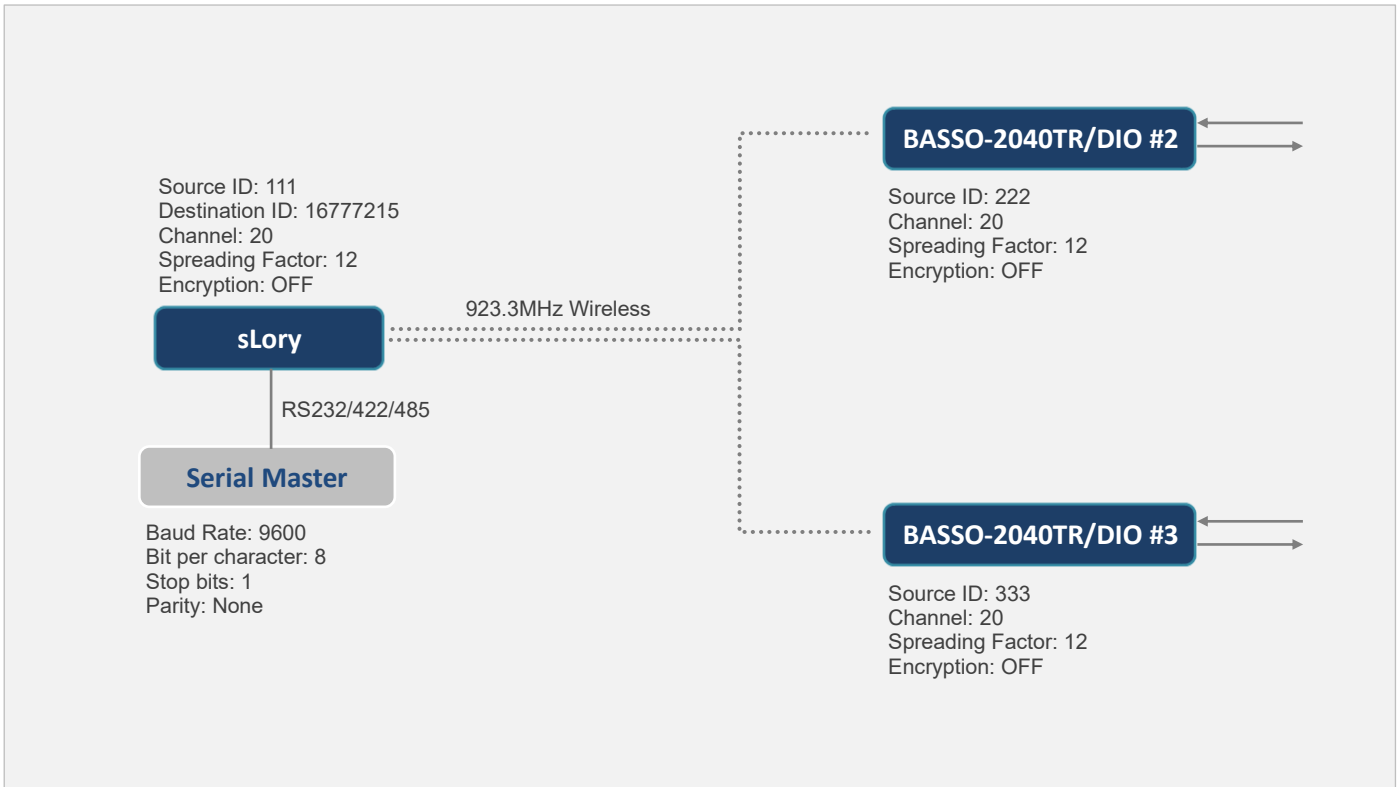 Source ID: 111
Destination ID: 16777215
Channel: 20
Spreading Factor: 12
Encryption: OFF
sLory
923.3MHz Wireless
RS232/422/485
Serial Master
Baud Rate: 9600
Bit per character: 8
Stop bits: 1
Parity: None
BASSO-2040TR/DIO #2
Source ID: 222
Channel: 20
Spreading Factor: 12
Encryption: OFF
BASSO-2040TR/DIO #3
Source ID: 333
Channel: 20
Spreading Factor: 12
Encryption: OFF